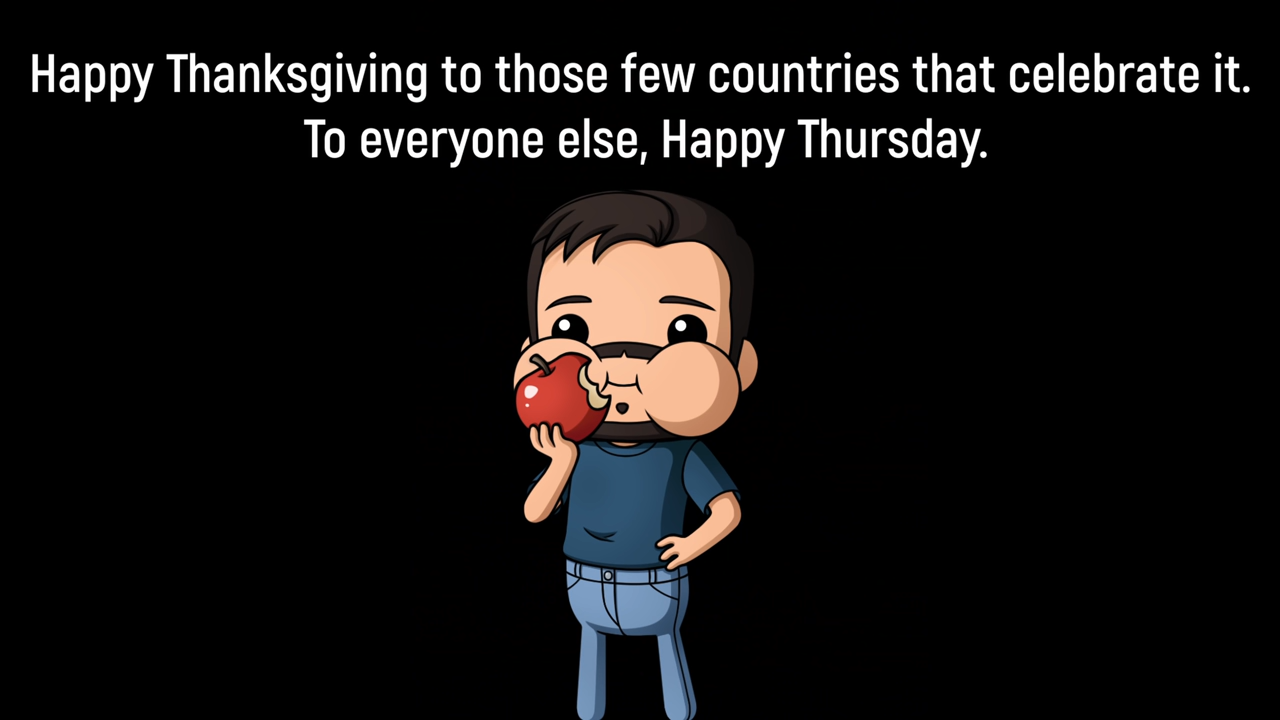 Happy Thanksgiving to those few countries that celebrate it.
To everyone else, Happy Thursday.